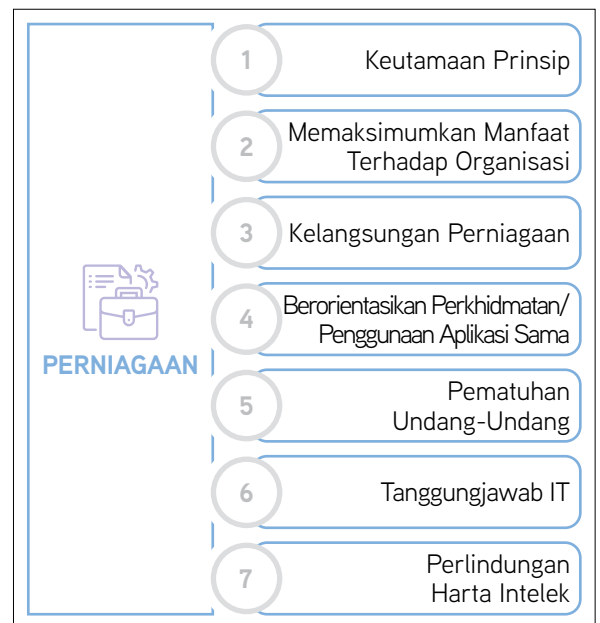 PERNIAGAAN
1
Keutamaan Prinsip
2
Memaksimumkan Manfaat
Terhadap Organisasi
3
Kelangsungan Perniagaan
4
Berorientasikan Perkhidmatan/
Penggunaan Aplikasi Sama
5
Pematuhan
Undang-Undang
6
Tanggungjawab IT
7
Perlindungan
Harta Intelek